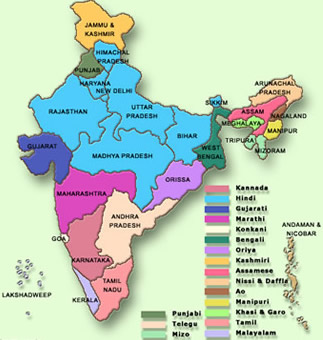 JAMMU &
KASHMIR
HIMACHAL
PRADESH
PUNJAB
HARYANA
NEW DELHI
RAJASTHAN
UTTAR
PRADESH
BIHAR
SIKKIM
ARUNACHAL
PRADESH
ASSAM
NAGALAND
MEGHALAYA
MANIPUR
TRIPURA
MIZORAM
GUJARAT
MADHYA PRADESH
WEST
BENGAL
ORISSA
MAHARASHTRA
ANDHRA
PRADESH
GOA
KARNATAKA
TAMIL
NADU
KERALA
LAKSHADWEEP
ANDAMAN &
NICOBAR
Kannada
Hindi
Gujarati
Marathi
Konkani
Bengali
Oriya
Kashmiri
Assamese
Nissi & Daffla
Ao
Manipuri
Khasi & Garo
Tamil
Malayalam
Punjabi
Telegu
Mizo